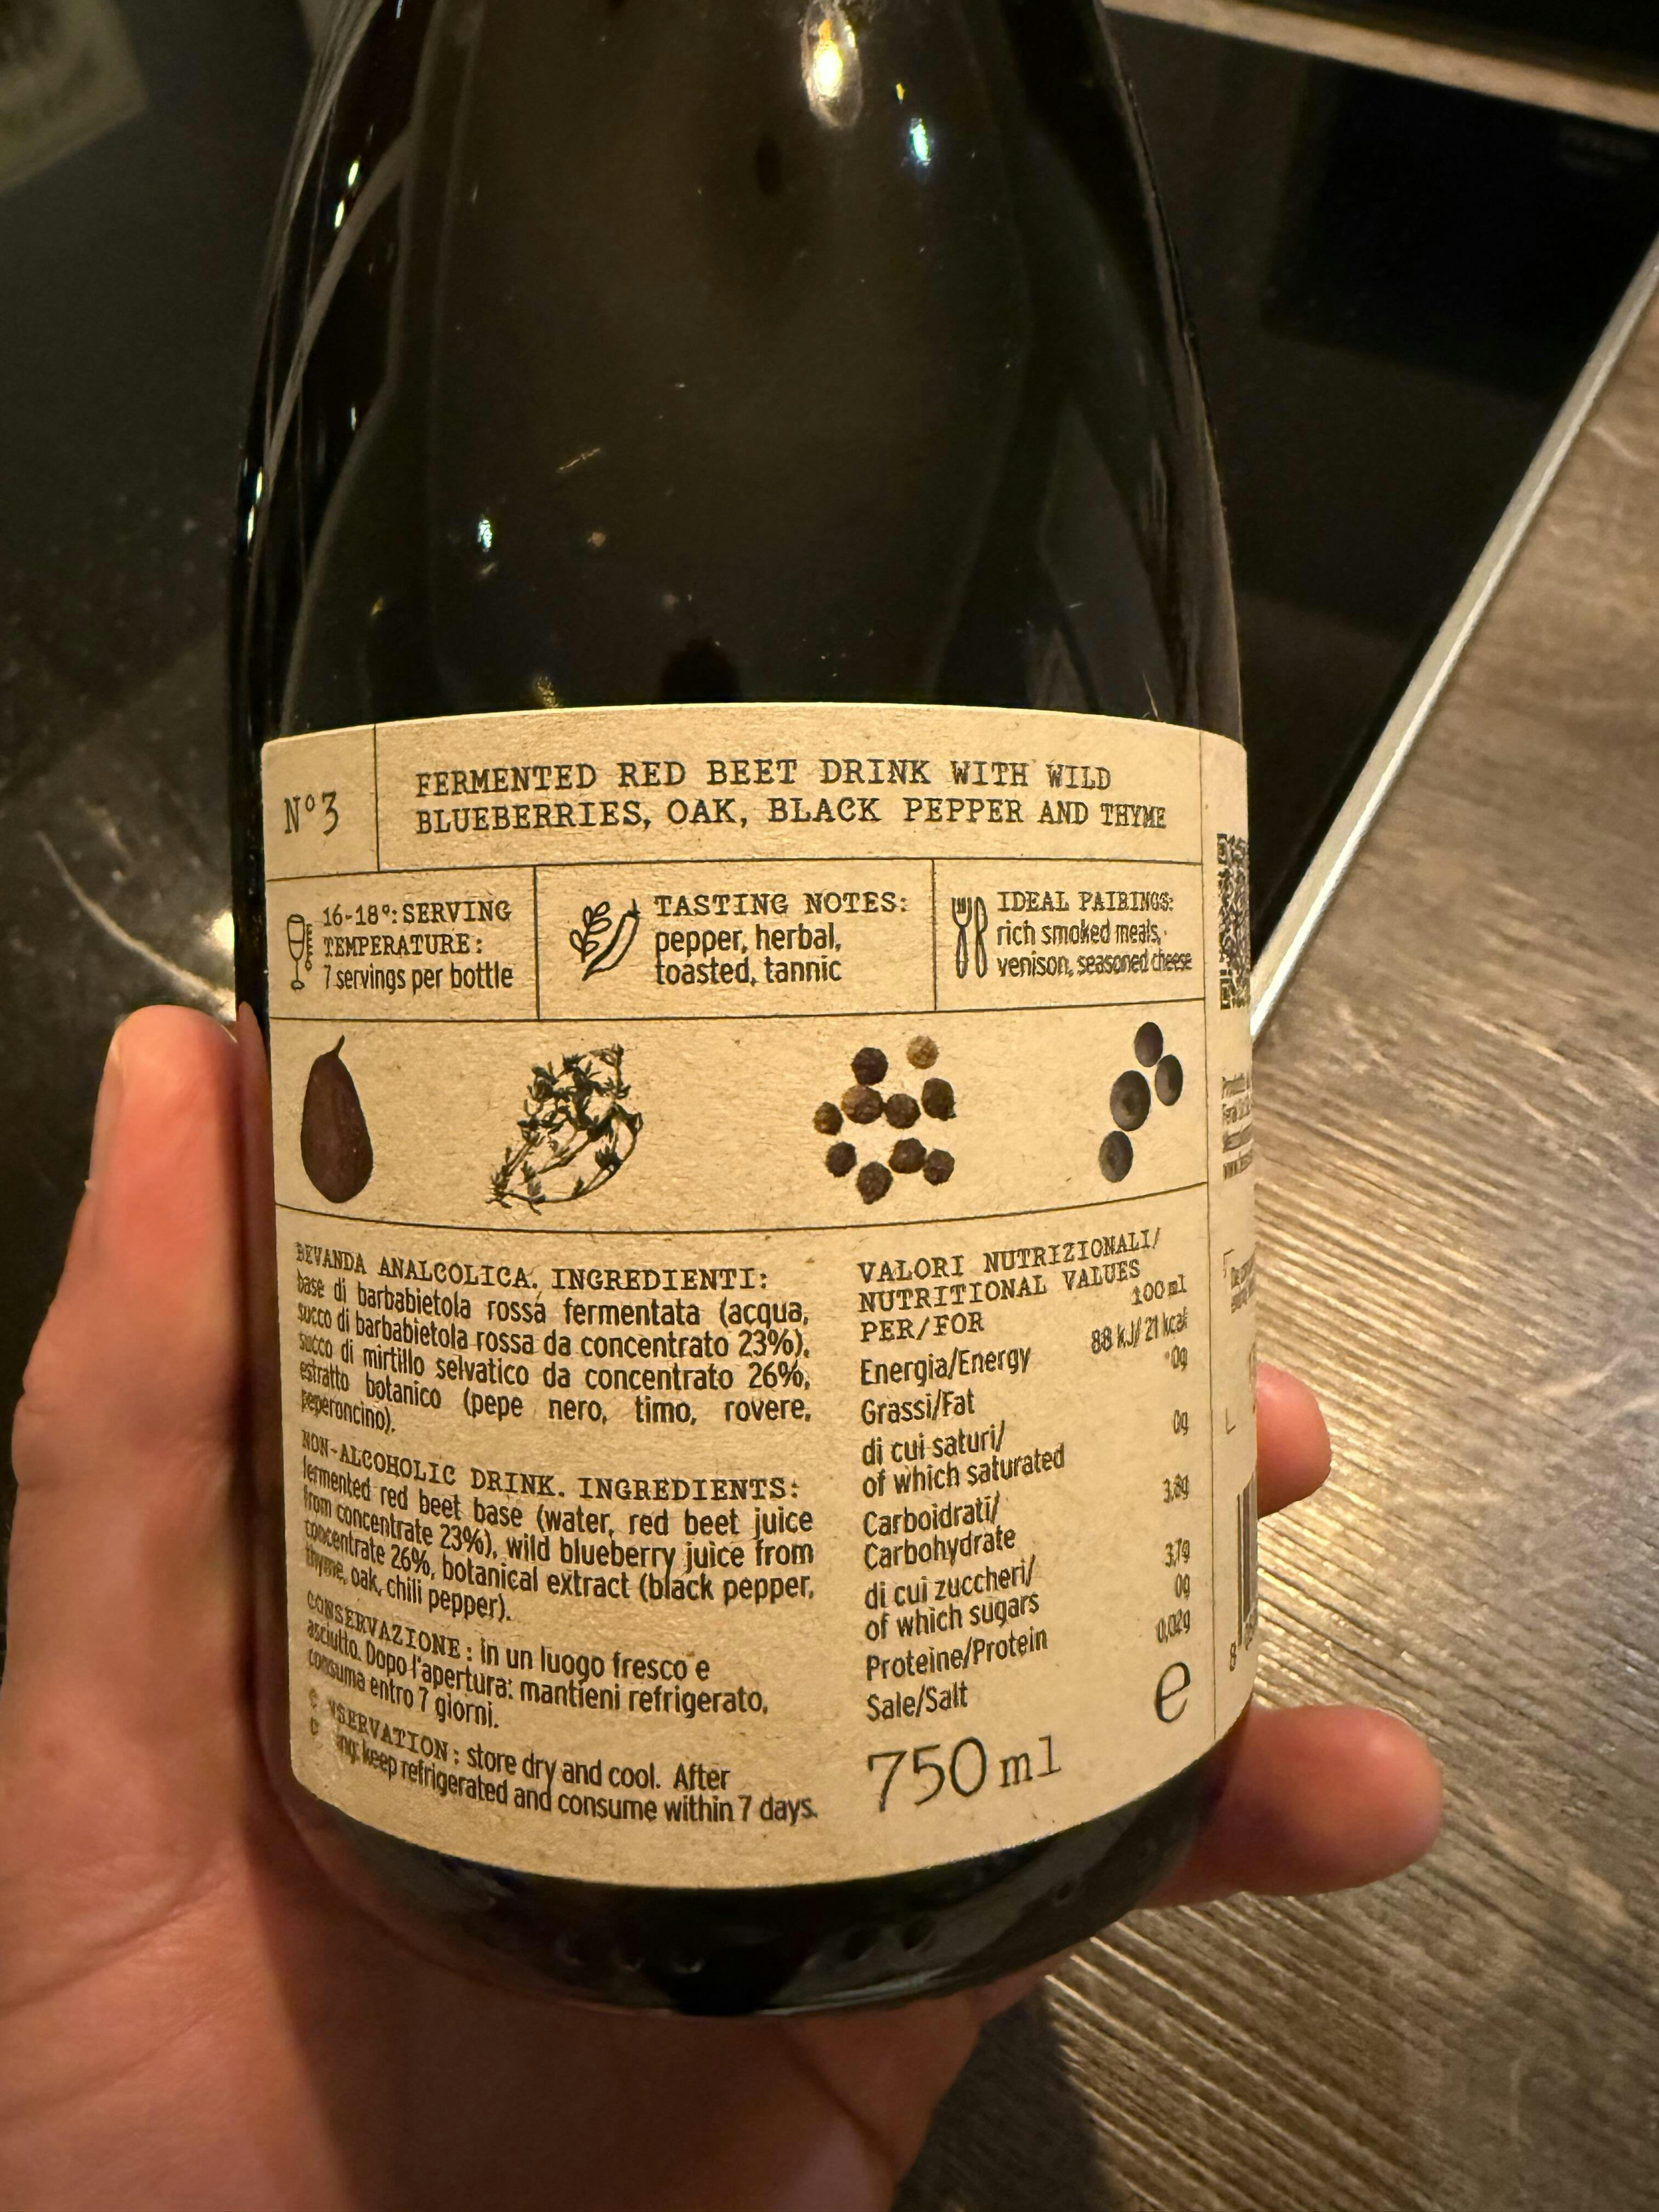 Nº3
FERMENTED RED BEET DRINK WITH WILD
BLUEBERRIES, OAK, BLACK PEPPER AND THYME
16-18°: SERVING
TEMPERATURE:
7 servings per bottle
TASTING NOTES:
pepper, herbal,
toasted, tannic
IDEAL PAIRINGS:
rich smoked meals,
venison, seasoned cheese
BEVANDA ANALCOLICA. INGREDIENTI:
base di barbabietola rossa fermentata (acqua,
succo di barbabietola rossa da concentrato 23%),
succo di mirtillo selvatico da concentrato 26%,
estratto botanico (pepe nero, timo, rovere,
peperoncino).
NON-ALCOHOLIC DRINK. INGREDIENTS:
fermented red beet base (water, red beet juice
from concentrate 23%), wild blueberry juice from
concentrate 26%, botanical extract (black pepper,
thyme, oak, chili pepper).
CONSERVAZIONE: in un luogo fresco e
asciutto. Dopo l'apertura: mantieni refrigerato,
consuma entro 7 giorni.
store dry and cool. After
keep refrigerated and consume within 7 days.
VALORI NUTRIZIONALI/
NUTRITIONAL VALUES
PER/FOR 100 ml
Energia/Energy 88 kJ/ 21 kcal
Grassi/Fat 0g
di cui saturi/
of which saturated 0g
Carboidrati/
Carbohydrate 3,8g
di cui zuccheri/
of which sugars 3,7g
Proteine/Protein 0g
Sale/Salt 0,02g
750 ml e
L
8